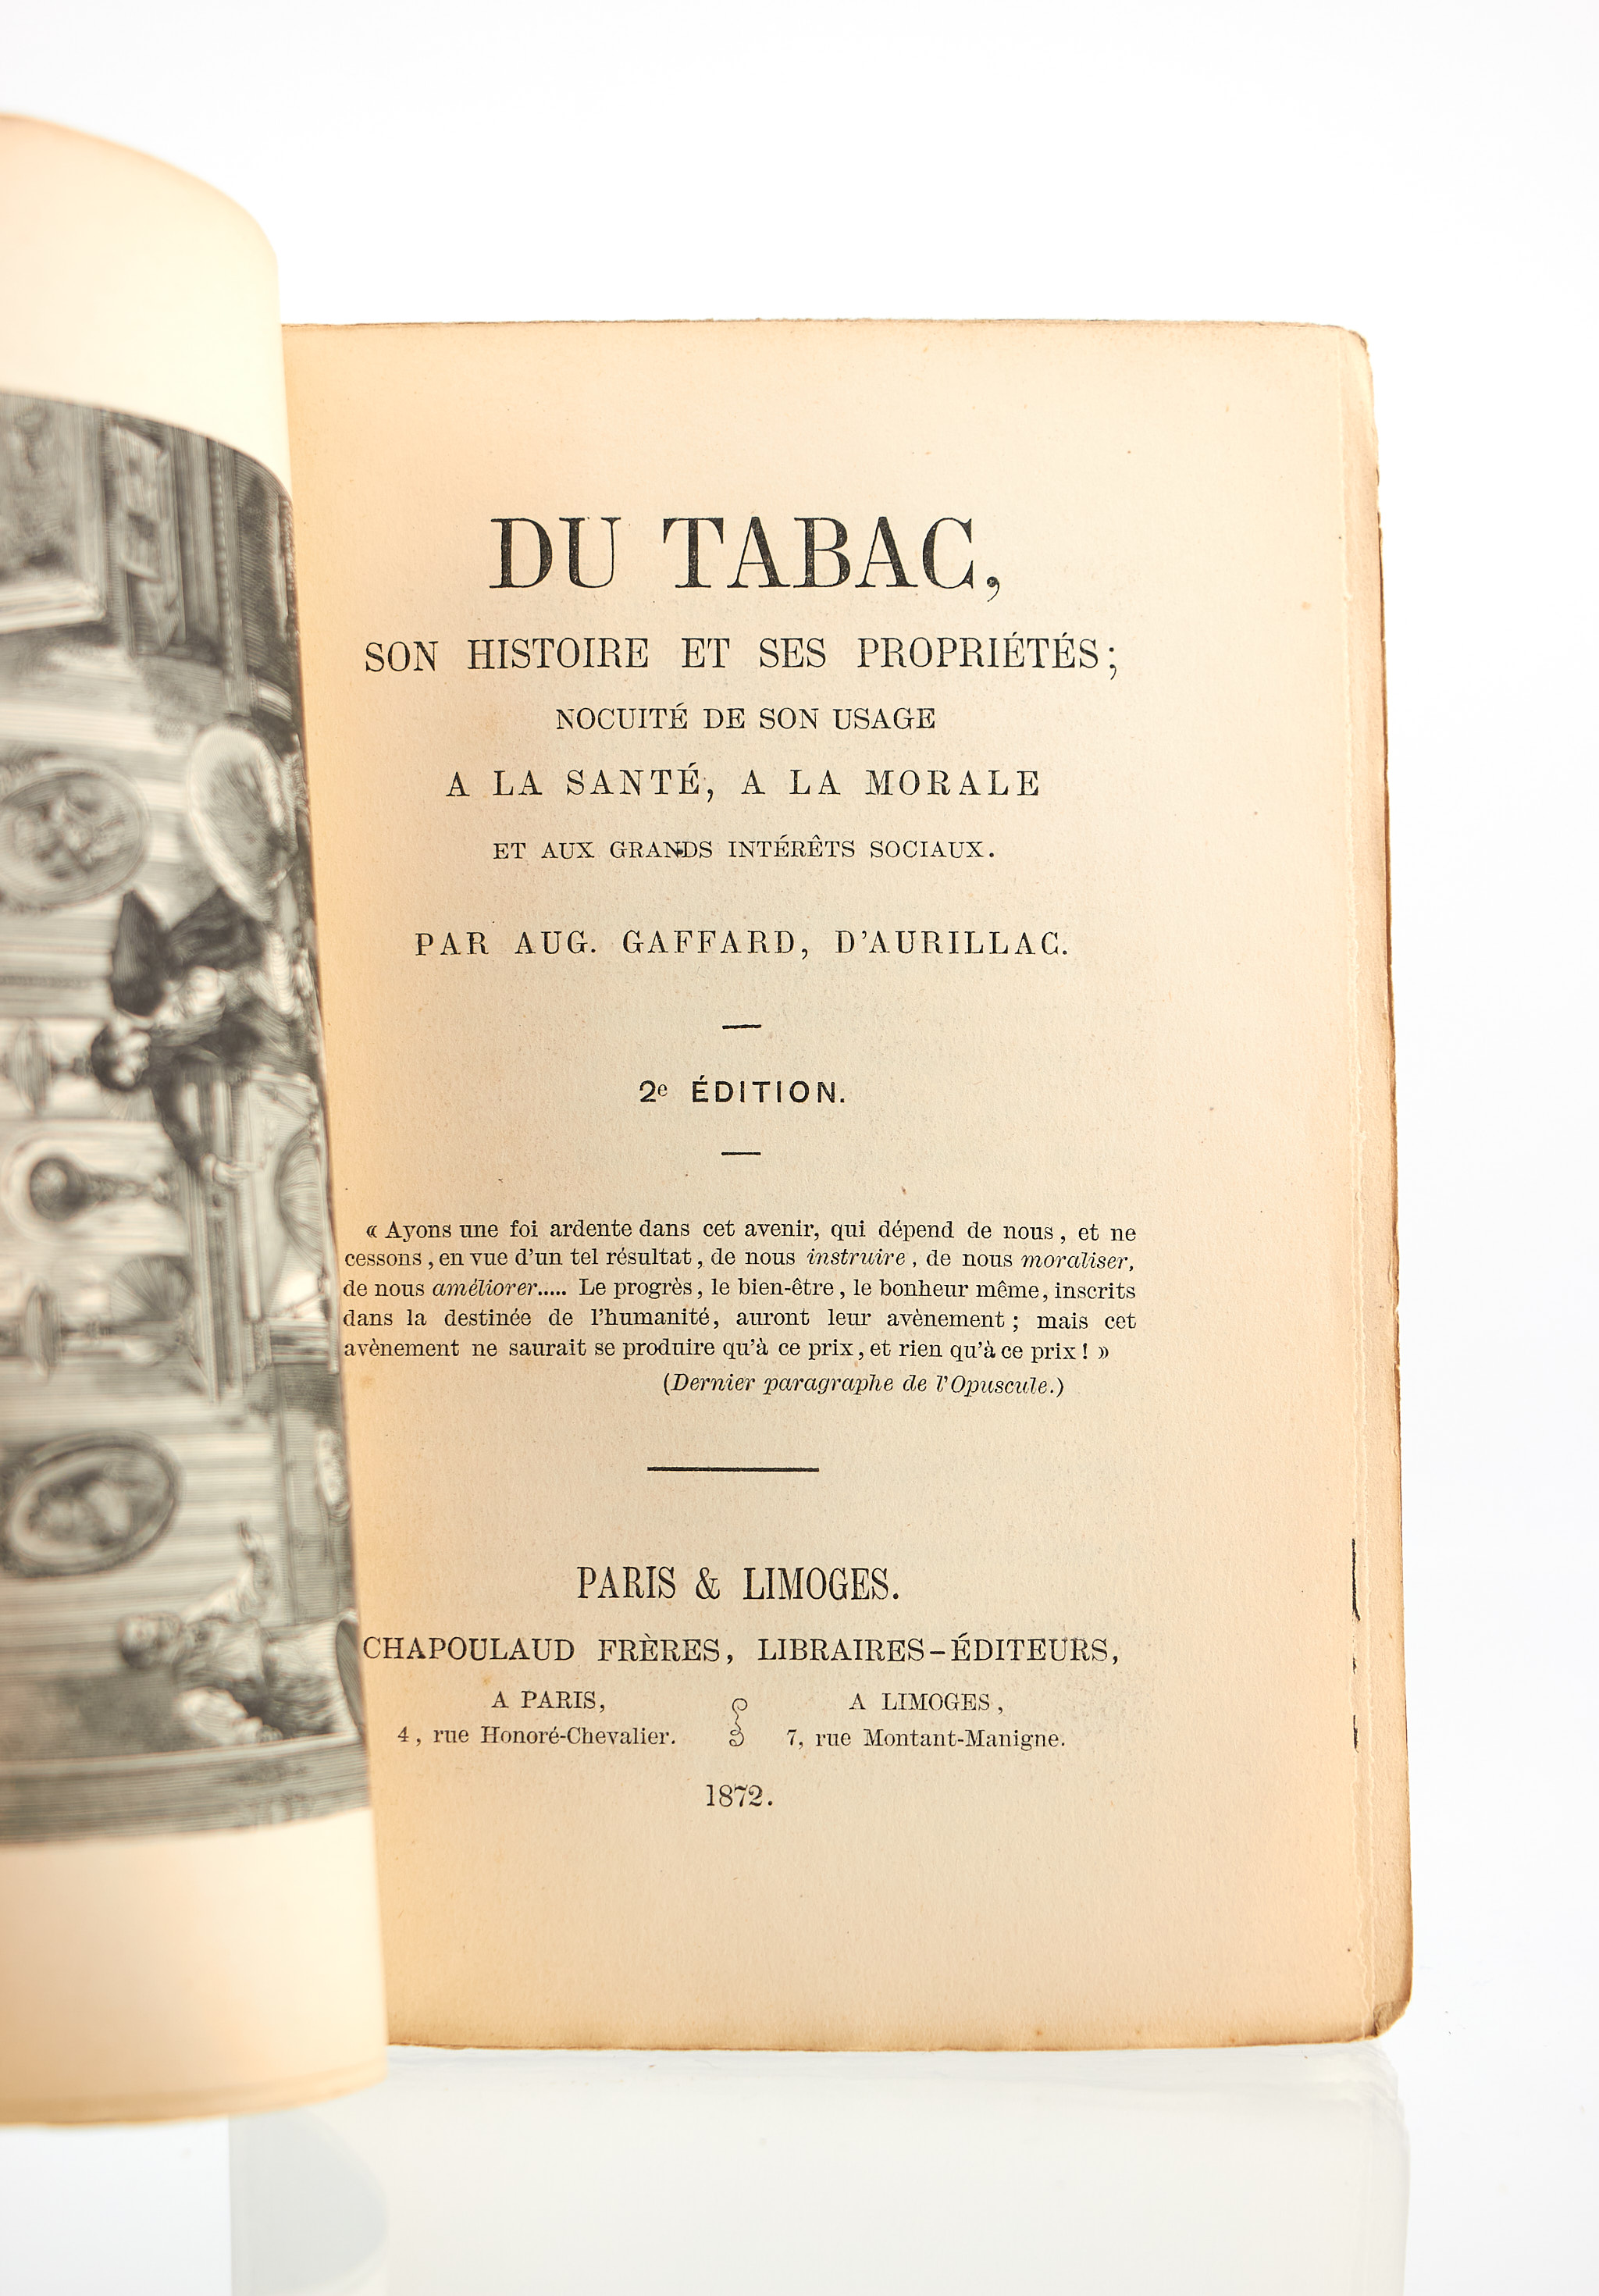 DU TABAC,
SON HISTOIRE ET SES PROPRIÉTÉS;
NOCUITÉ DE SON USAGE
A LA SANTÉ, A LA MORALE
ET AUX GRANDS INTÉRÊTS SOCIAUX.
PAR AUG. GAFFARD, D'AURILLAC.
2e ÉDITION.
« Ayons une foi ardente dans cet avenir, qui dépend de nous, et ne
cessons, en vue d'un tel résultat, de nous instruire, de nous moraliser,
de nous améliorer..... Le progrès, le bien-être, le bonheur même, inscrits
dans la destinée de l'humanité, auront leur avènement; mais cet
avènement ne saurait se produire qu'à ce prix, et rien qu'à ce prix! »
(Dernier paragraphe de l'Opuscule.)
PARIS & LIMOGES.
CHAPOULAUD FRÈRES, LIBRAIRES-ÉDITEURS,
A PARIS,
4, rue Honoré-Chevalier.
A LIMOGES,
7, rue Montant-Manigne.
1872.